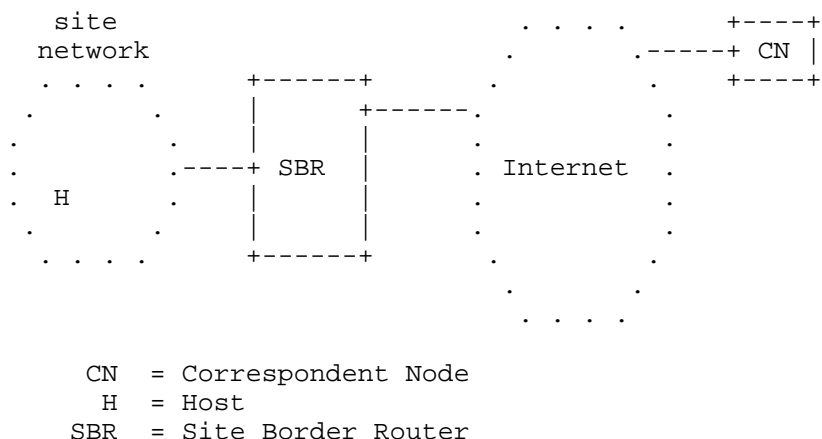 site
network
CN
SBR
Internet
H
CN = Correspondent Node
H = Host
SBR = Site Border Router